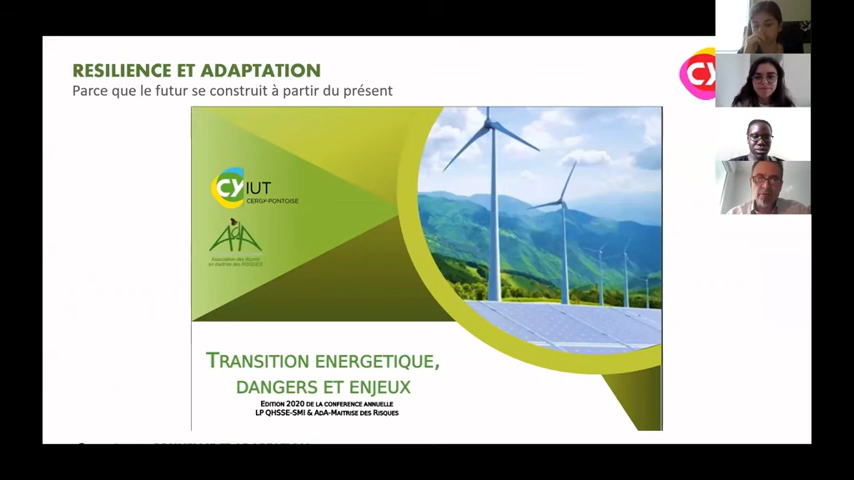 RESILIENCE ET ADAPTATION
Parce que le futur se construit à partir du présent
CY
CY IUT
CERGY-PONTOISE
AdA
TRANSITION ENERGETIQUE,
DANGERS ET ENJEUX
EDITION 2020 DE LA CONFERENCE ANNUELLE
LP QHSSE-SMI & ADA-MAITRISE DES RISQUES